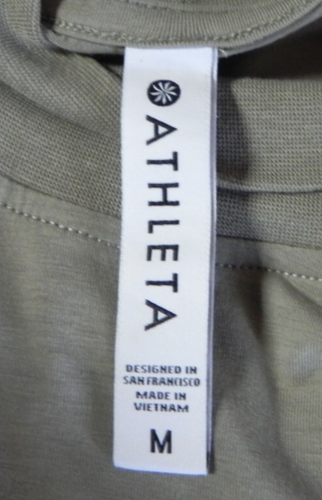 ATHLETA
DESIGNED IN
SAN FRANCISCO
MADE IN
VIETNAM
M